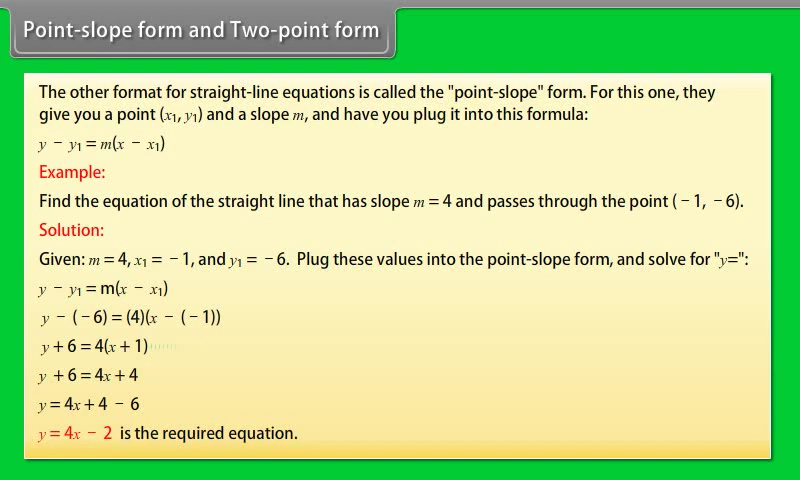 Point-slope form and Two-point form
The other format for straight-line equations is called the "point-slope" form. For this one, they
give you a point (x₁, y₁) and a slope m, and have you plug it into this formula:
y − y₁ = m(x − x₁)
Example:
Find the equation of the straight line that has slope m = 4 and passes through the point (− 1, − 6).
Solution:
Given: m = 4, x₁ = − 1, and y₁ = − 6. Plug these values into the point-slope form, and solve for "y=":
y − y₁ = m(x − x₁)
y − (− 6) = (4)(x − (− 1))
y + 6 = 4(x + 1)
y + 6 = 4x + 4
y = 4x + 4 − 6
y = 4x − 2 is the required equation.